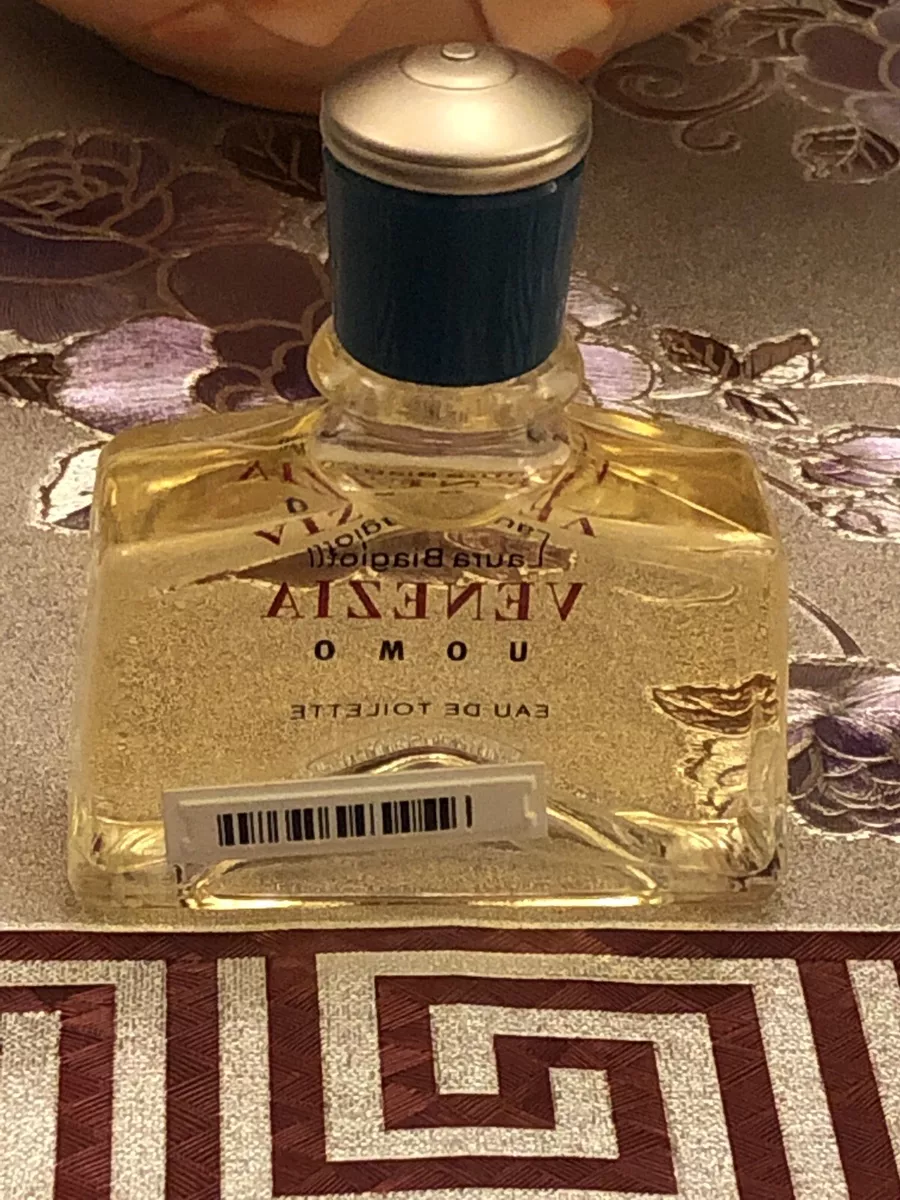 Laura Biagiotti
VENEZIA
UOMO
EAU DE TOILETTE